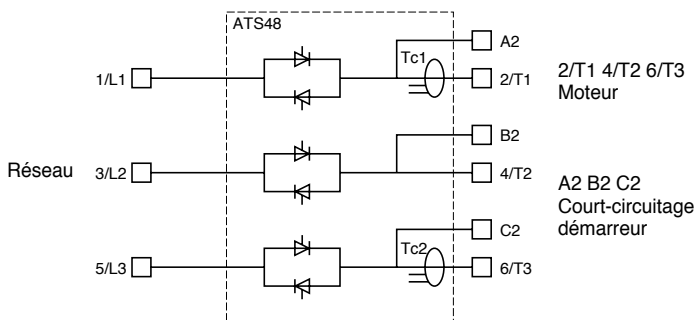 ATS48
A2
Tc1
1/L1
2/T1
2/T1 4/T2 6/T3
Moteur
B2
Réseau
3/L2
4/T2
A2 B2 C2
Court-circuitage
démarreur
C2
Tc2
5/L3
6/T3